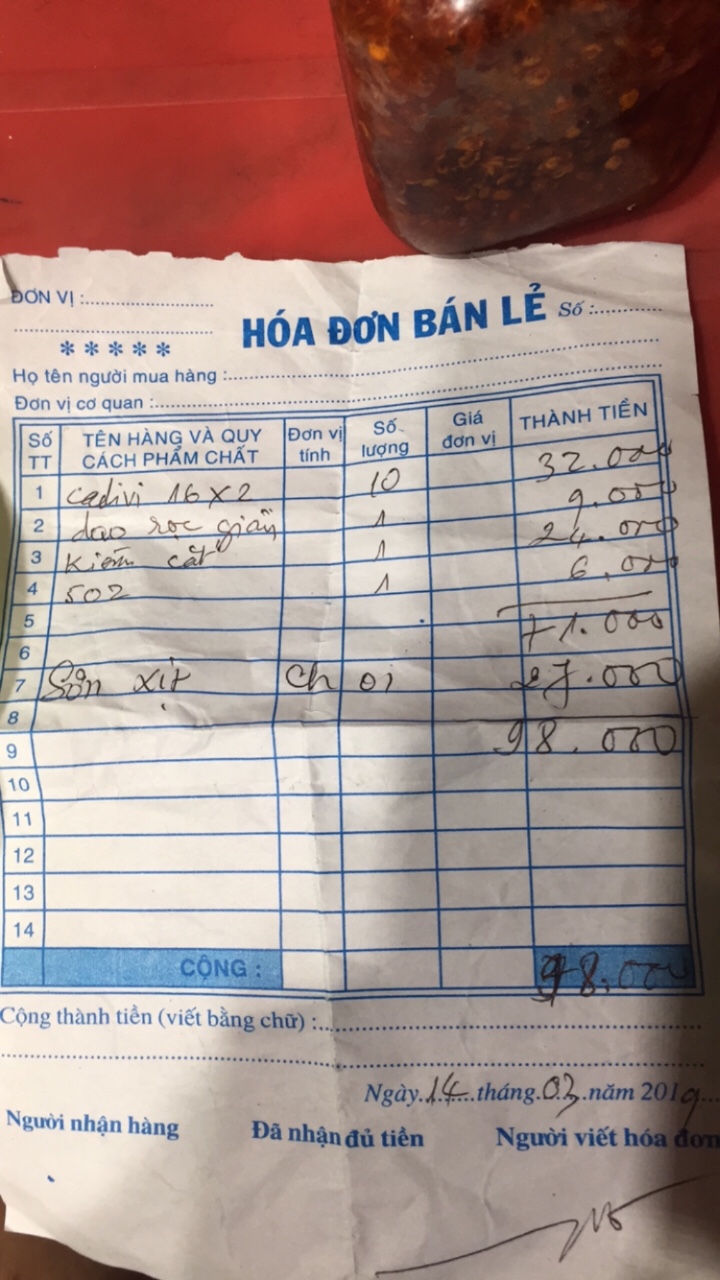 ĐƠN VỊ :
HÓA ĐƠN BÁN LẺ Số :
*****
Họ tên người mua hàng :
Đơn vị cơ quan :
Số TT TÊN HÀNG VÀ QUY CÁCH PHẨM CHẤT Đơn vị tính Số lượng Giá đơn vị THÀNH TIỀN
1 cadivi 16x2 10 32.000
2 dao rọc giấy 1 9.000
3 Kiềm cắt 1 24.000
4 502 1 6.000
5 71.000
6
7 Sơn xịt Ch oi 27.000
8
9 98.000
10
11
12
13
14
CỘNG : 98.000
Cộng thành tiền (viết bằng chữ) :
Ngày 14 tháng 03 năm 2019
Người nhận hàng Đã nhận đủ tiền Người viết hóa đơn